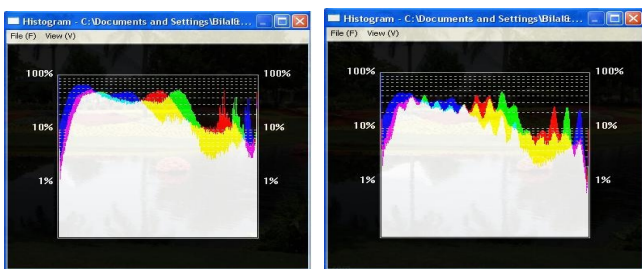 Histogram - C:\Documents and Settings\Bilal&...
File (F) View (V)
100% 100%
10% 10%
1% 1%
Histogram - C:\Documents and Settings\Bilal&...
File (F) View (V)
100% 100%
10% 10%
1% 1%